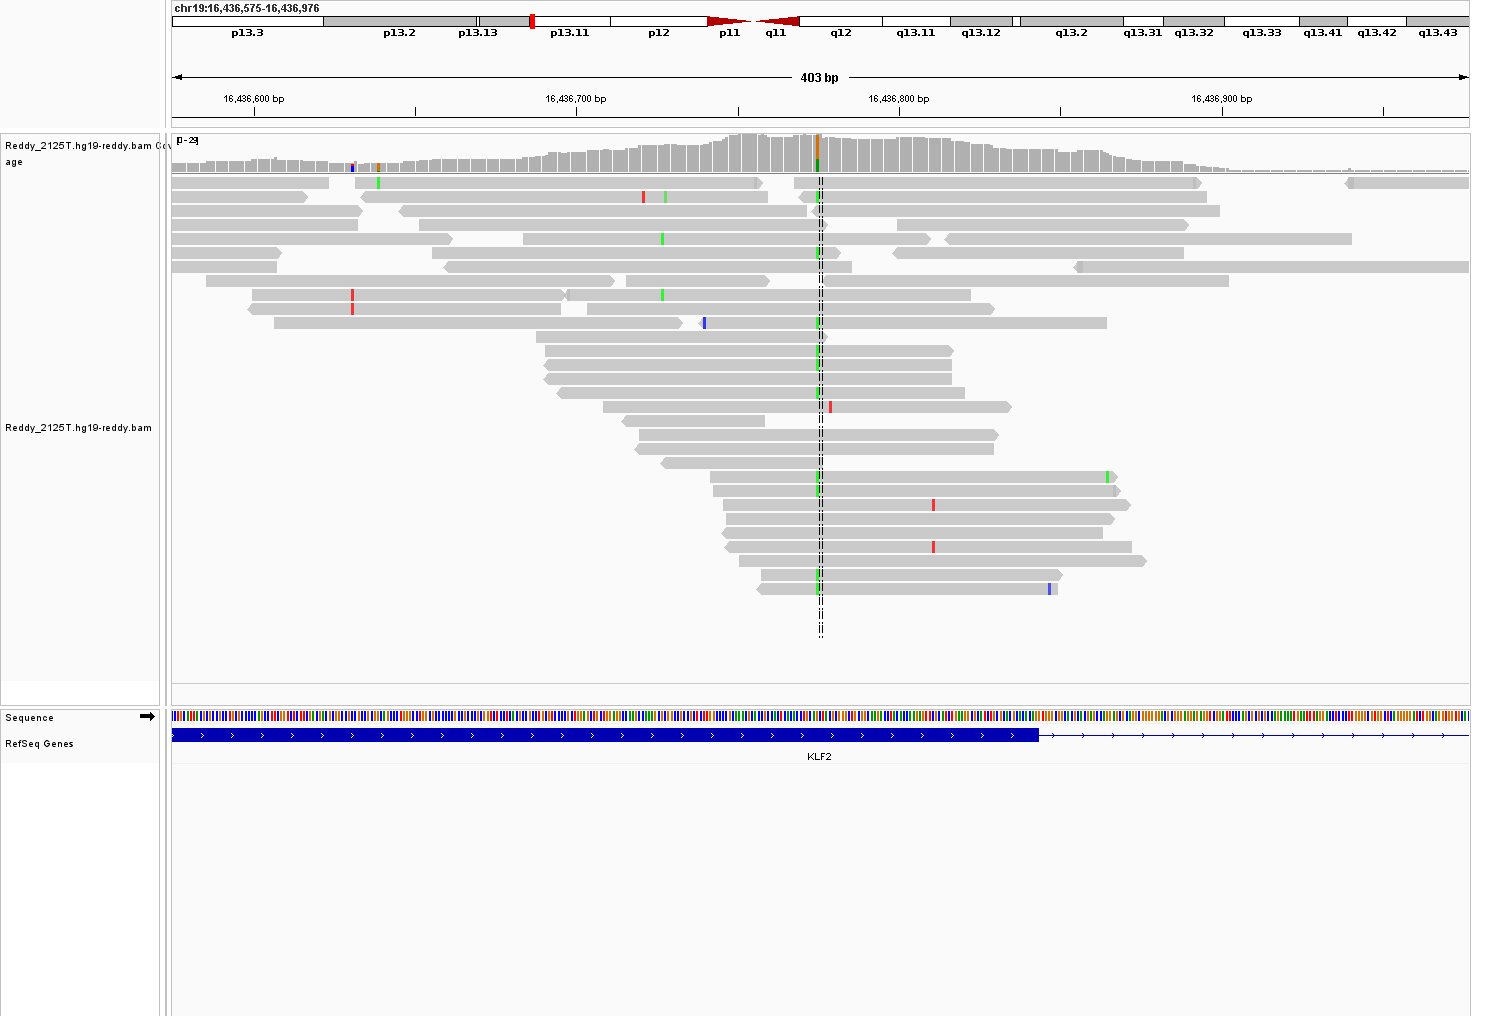 chr19:16,436,575-16,436,976
p13.3 p13.2 p13.13 p13.11 p12 p11 q11 q12 q13.11 q13.12 q13.2 q13.31 q13.32 q13.33 q13.41 q13.42 q13.43
403 bp
16,436,600 bp 16,436,700 bp 16,436,800 bp 16,436,900 bp
Reddy_2125T.hg19-reddy.bam Cov
age
[0-29]
Reddy_2125T.hg19-reddy.bam
Sequence
RefSeq Genes
KLF2